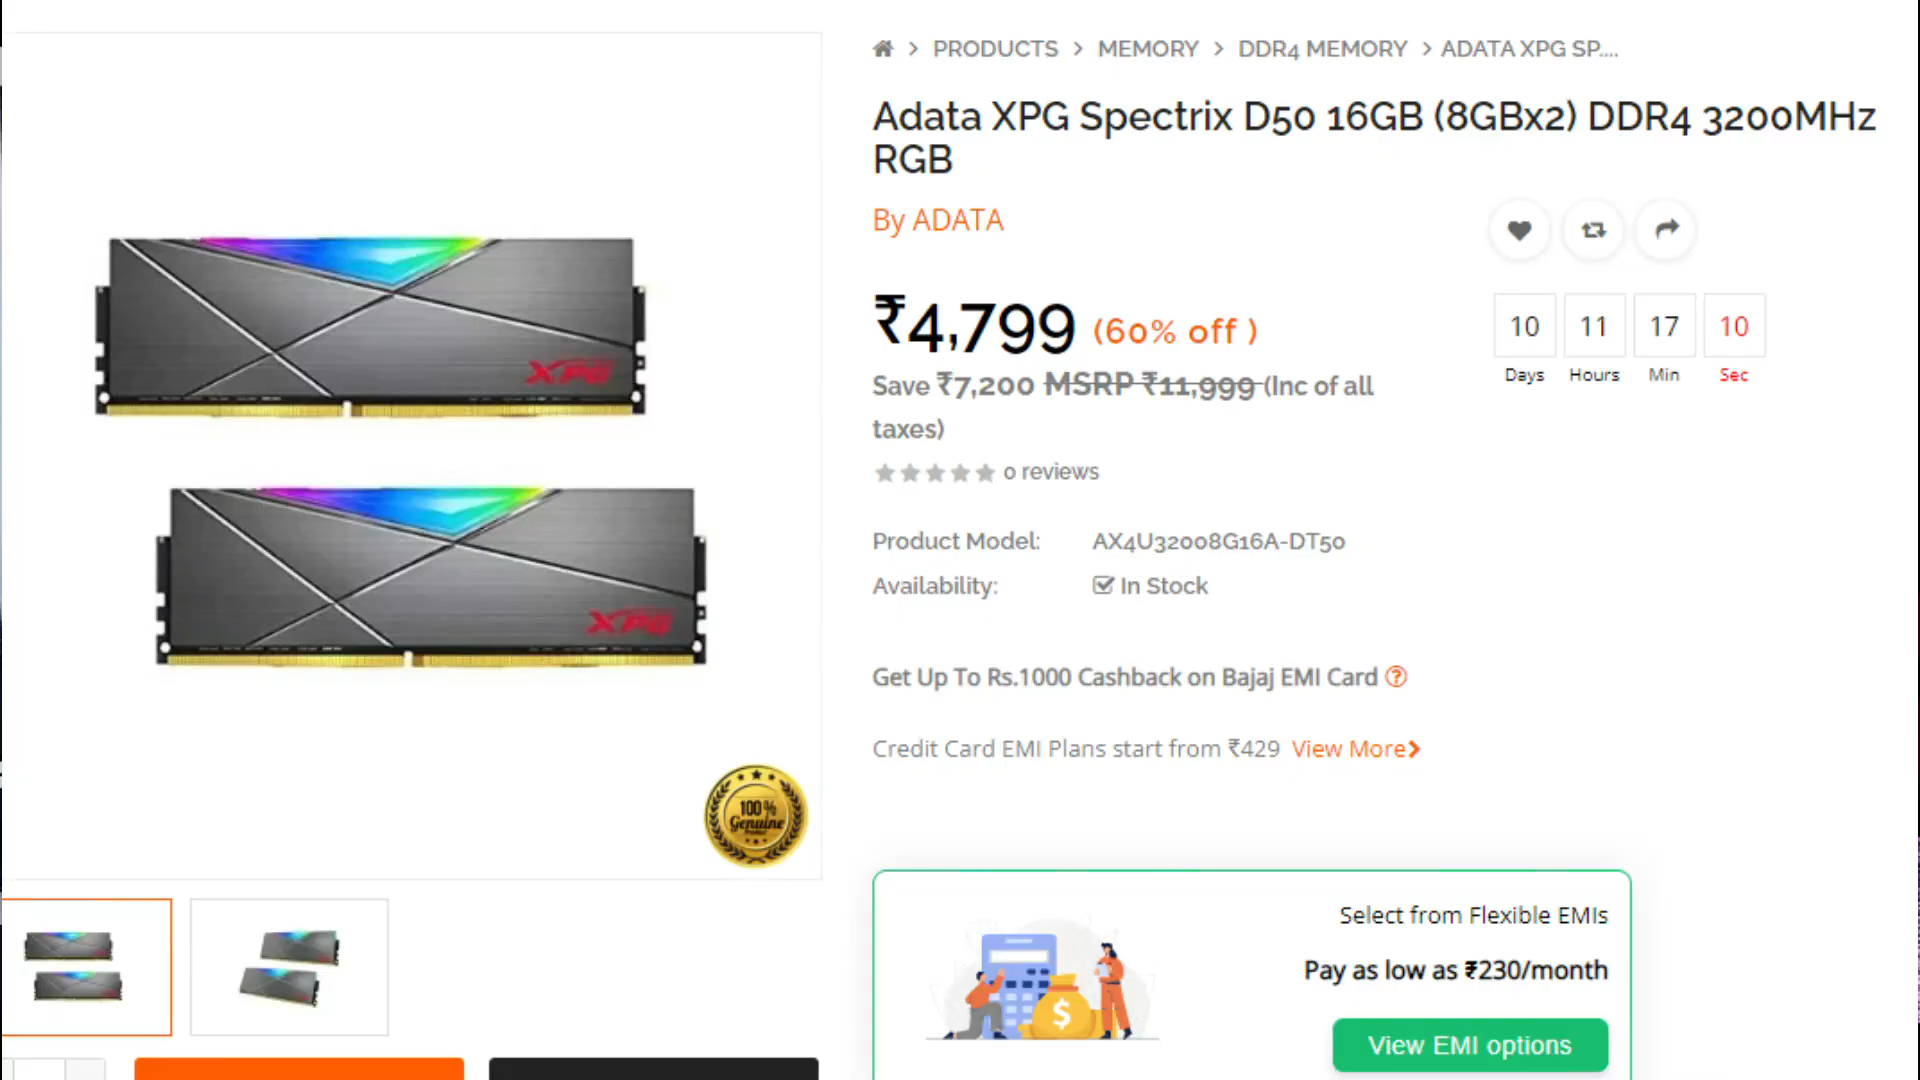 PRODUCTS > MEMORY > DDR4 MEMORY > ADATA XPG SP....
Adata XPG Spectrix D50 16GB (8GBx2) DDR4 3200MHz
RGB
By ADATA
₹4,799 (60% off )
10 11 17 10
Days Hours Min Sec
Save ₹7,200 MSRP ₹11,999 (Inc of all
taxes)
0 reviews
Product Model: AX4U32008G16A-DT50
Availability: In Stock
Get Up To Rs.1000 Cashback on Bajaj EMI Card
Credit Card EMI Plans start from ₹429 View More
Select from Flexible EMIs
Pay as low as ₹230/month
View EMI options
XPG
XPG
100%
Genuine